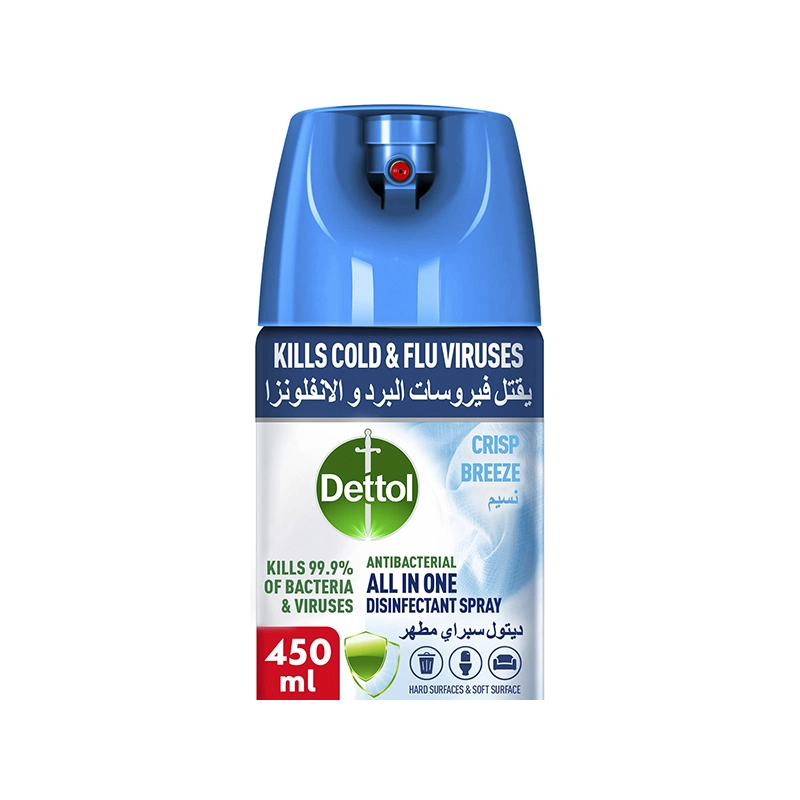 KILLS COLD & FLU VIRUSES
يقتل فيروسات البرد و الانفلونزا
CRISP
BREEZE
نسيم
Dettol
KILLS 99.9%
OF BACTERIA
& VIRUSES
ANTIBACTERIAL
ALL IN ONE
DISINFECTANT SPRAY
ديتول سبراي مطهر
450
ml
HARD SURFACES & SOFT SURFACE